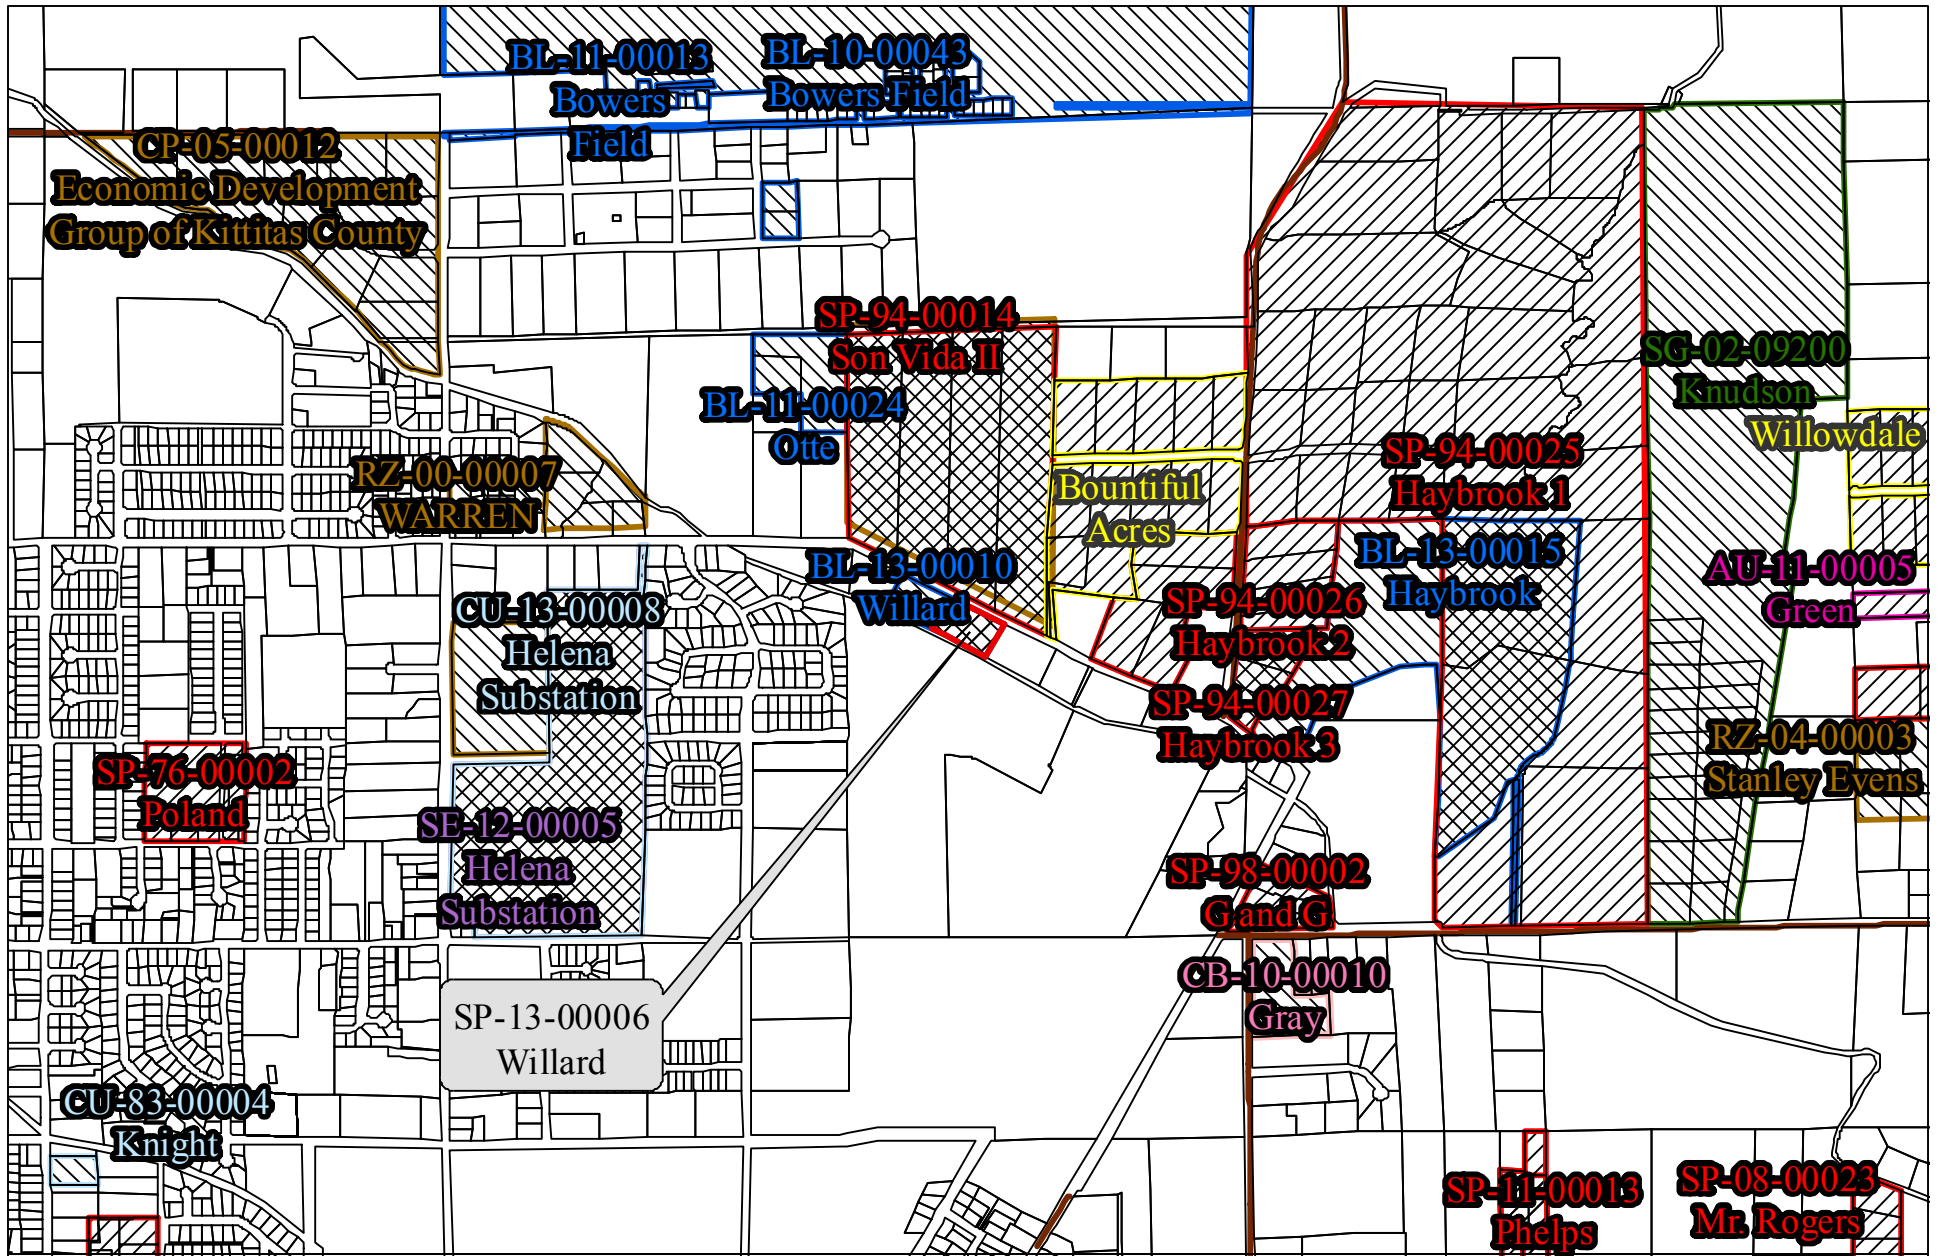 BL-11-00013
Bowers
Field
BL-10-00043
Bowers Field
CP-05-00012
Economic Development
Group of Kittitas County
SP-94-00014
Son Vida II
BL-11-00024
Otte
SG-02-09200
Knudson
Willowdale
RZ-00-00007
WARREN
Bountiful
Acres
SP-94-00025
Haybrook 1
BL-13-00010
Willard
BL-13-00015
Haybrook
AU-11-00005
Green
CU-13-00008
Helena
Substation
SP-94-00026
Haybrook 2
SP-94-00027
Haybrook 3
RZ-04-00003
Stanley Evens
SP-76-00002
Poland
SE-12-00005
Helena
Substation
SP-98-00002
G and G
CB-10-00010
Gray
SP-13-00006
Willard
CU-83-00004
Knight
SP-11-00013
Phelps
SP-08-00023
Mr. Rogers